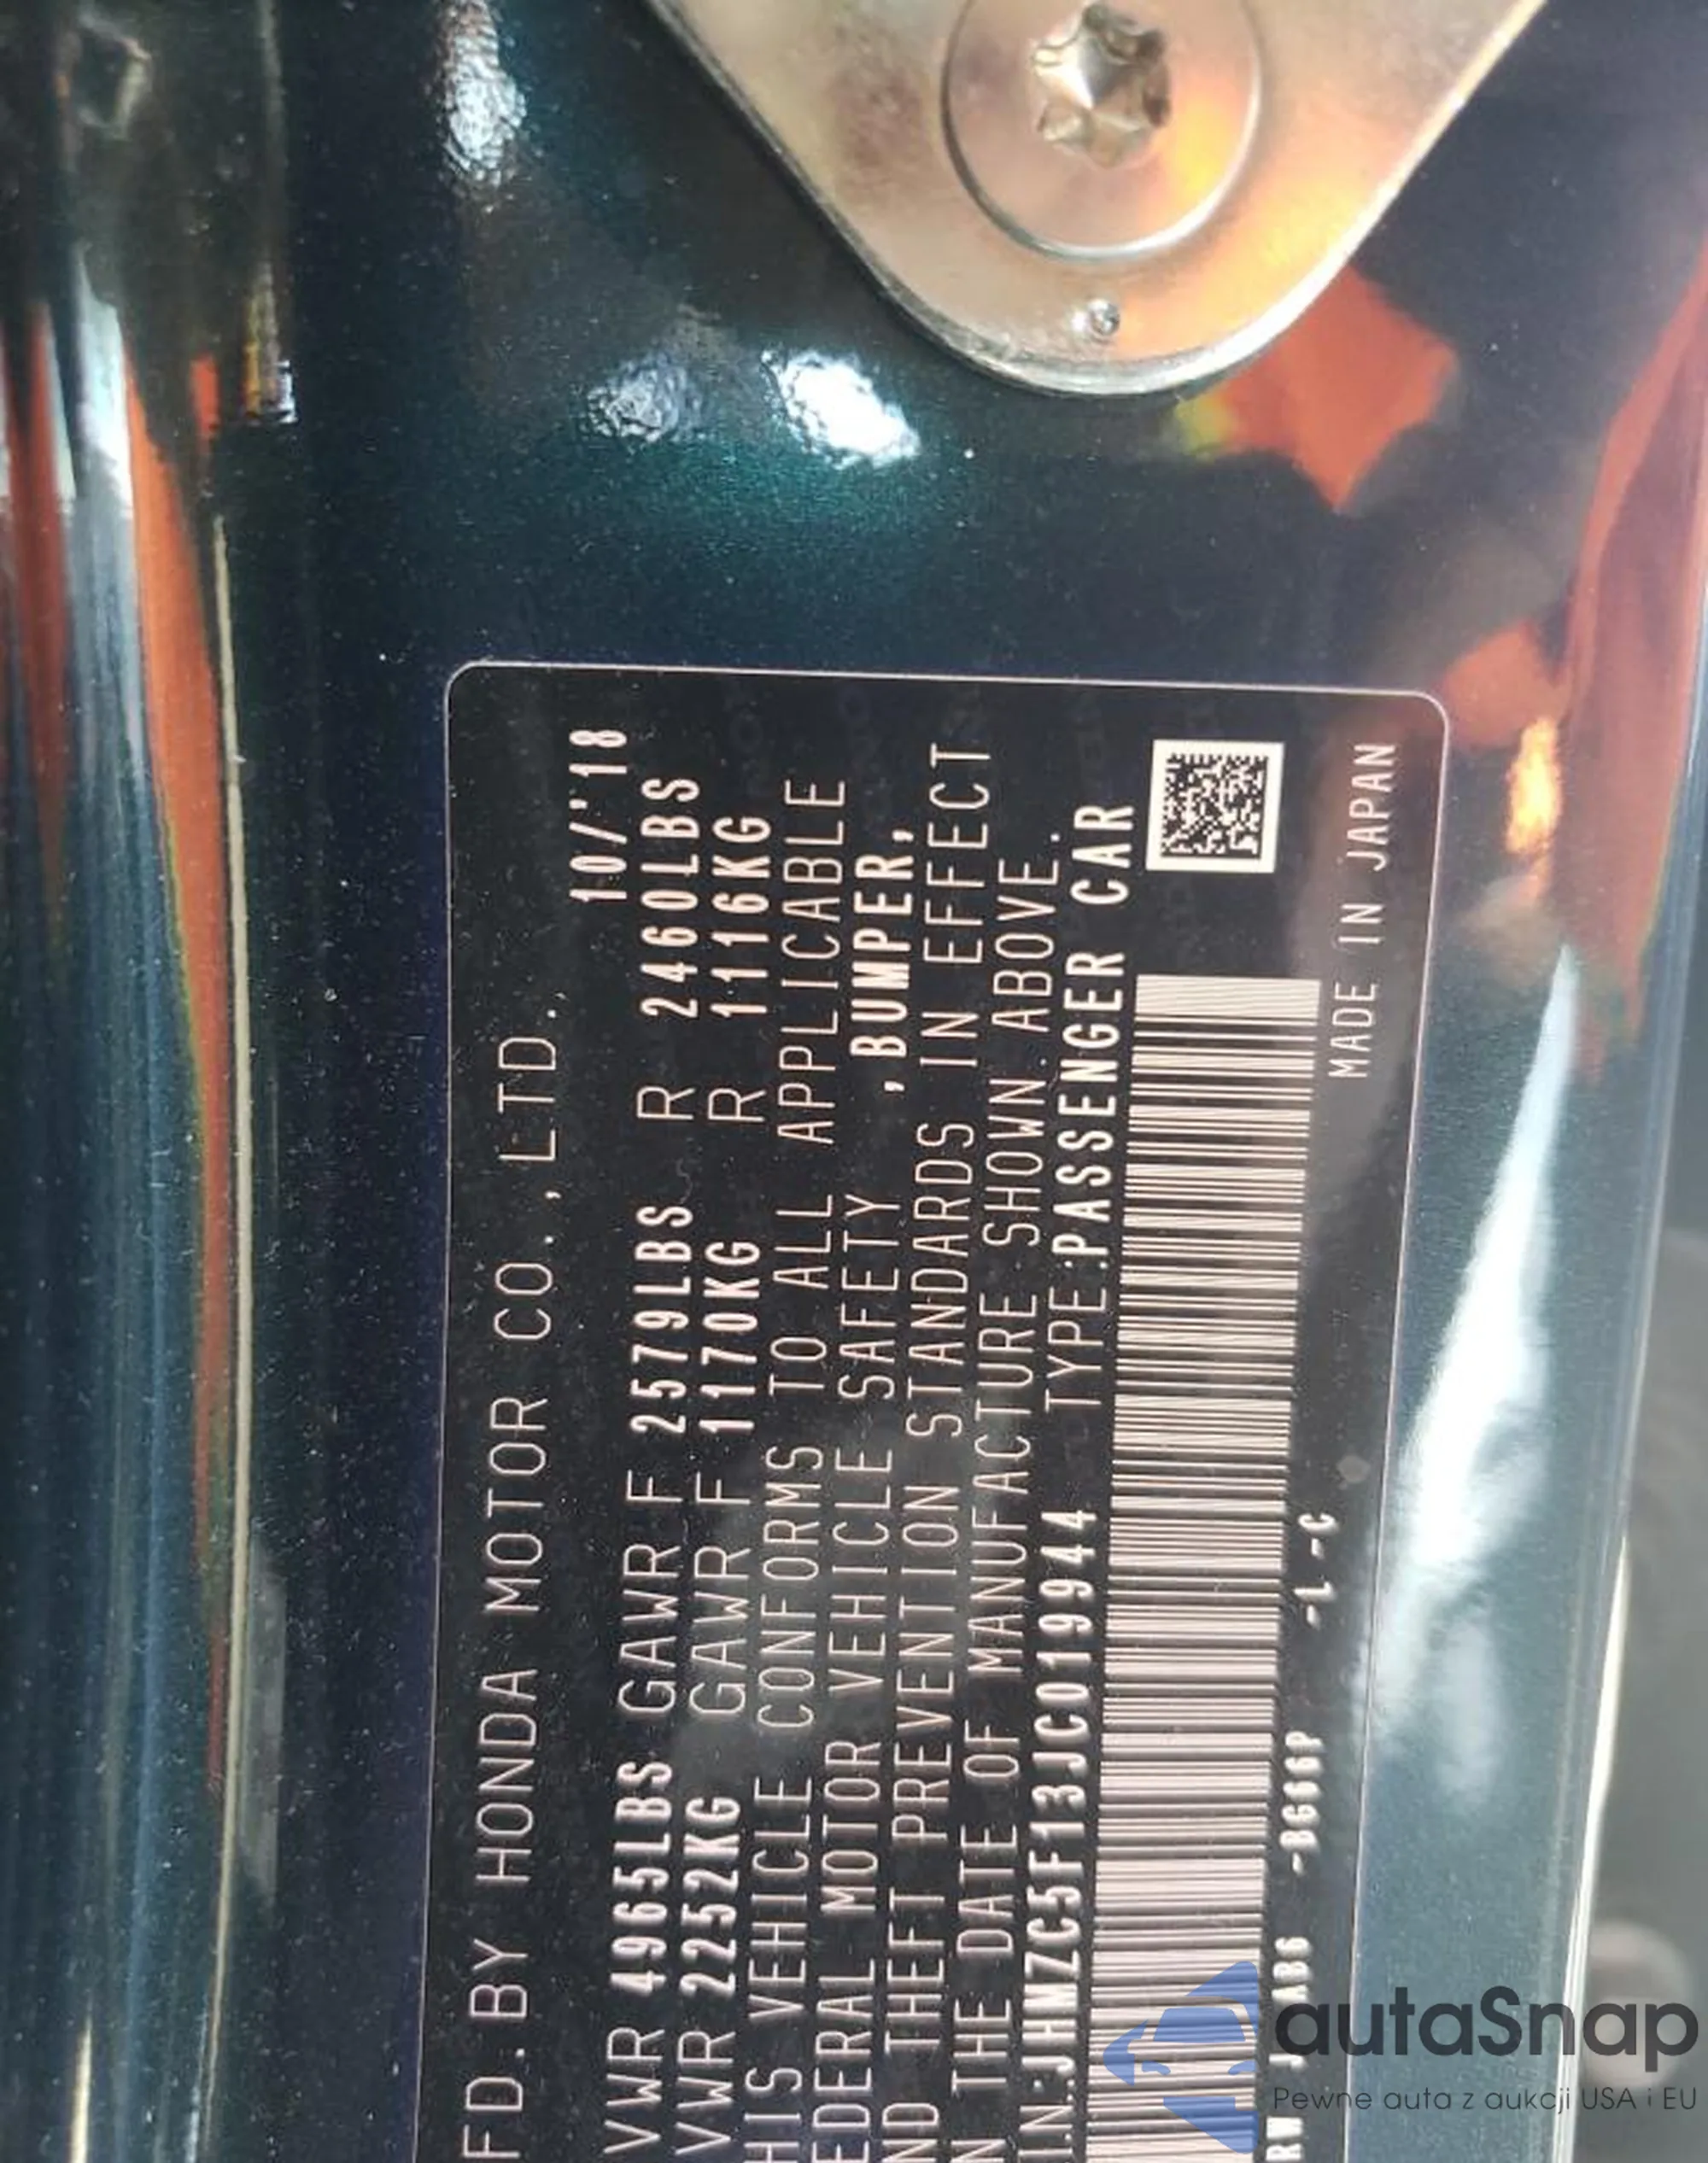 FD. BY HONDA MOTOR CO., LTD.
10/'18
VWR 4965LBS GAWR F 2579LBS R 2460LBS
VWR 2252KG GAWR F 1170KG R 1116KG
HIS VEHICLE CONFORMS TO ALL APPLICABLE
EDERAL MOTOR VEHICLE SAFETY ,BUMPER,
ND THEFT PREVENTION STANDARDS IN EFFECT
N THE DATE OF MANUFACTURE SHOWN ABOVE.
IN:JHMZC5F13JC019944 TYPE:PASSENGER CAR
-BG66P -L-C
MADE IN JAPAN
autaSnap
Pewne auta z aukcji USA i EU